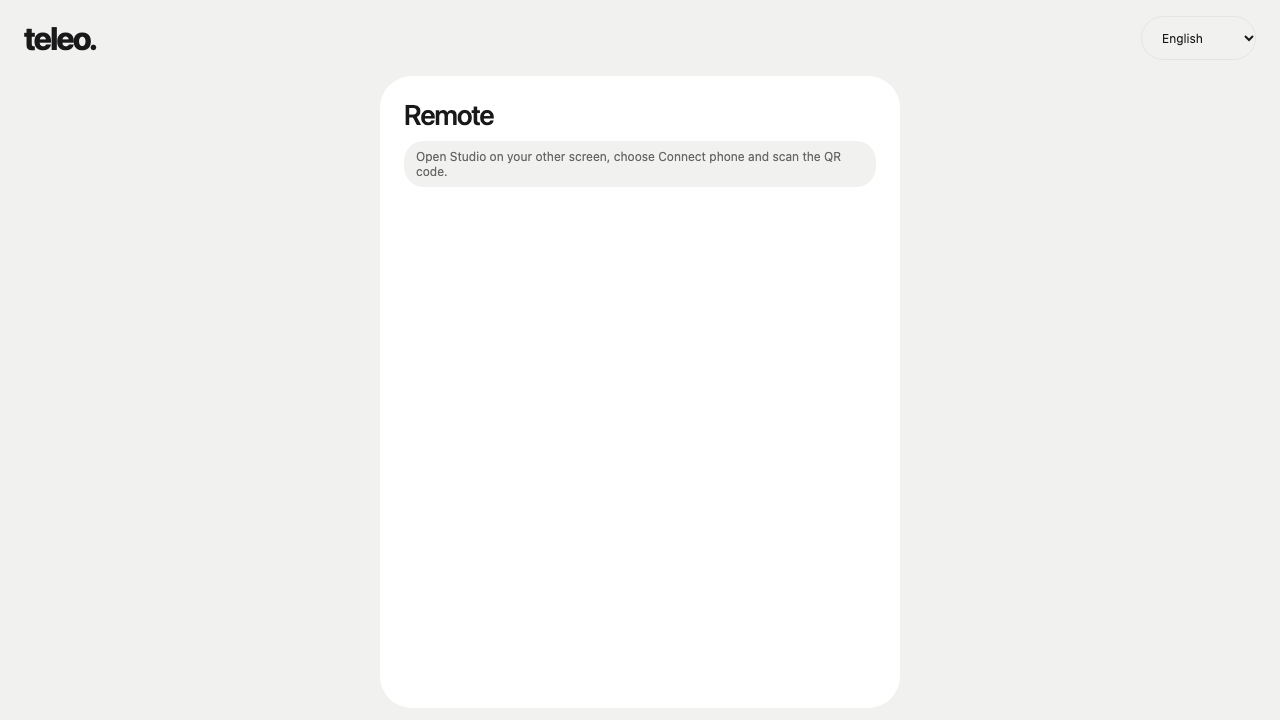 teleo.
English
Remote
Open Studio on your other screen, choose Connect phone and scan the QR
code.